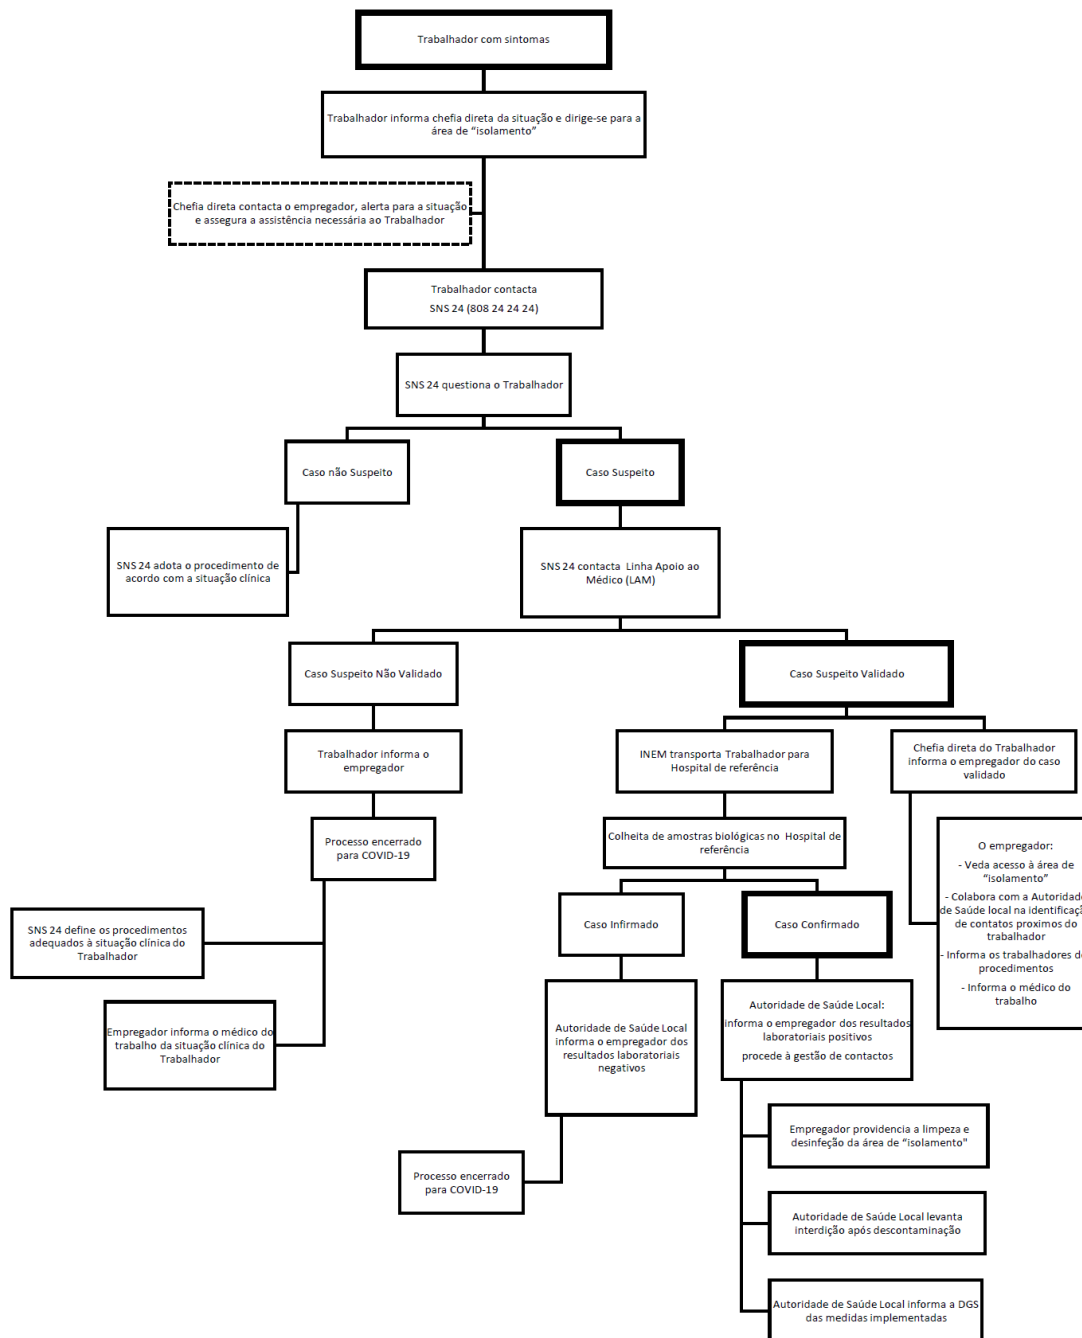 Trabalhador com sintomas
Trabalhador informa chefia direta da situação e dirige-se para a
área de “isolamento”
Chefia direta contacta o empregador, alerta para a situação
e assegura a assistência necessária ao Trabalhador
Trabalhador contacta
SNS 24 (808 24 24 24)
SNS 24 questiona o Trabalhador
Caso não Suspeito
Caso Suspeito
SNS 24 adota o procedimento de
acordo com a situação clínica
SNS 24 contacta Linha Apoio ao
Médico (LAM)
Caso Suspeito Não Validado
Caso Suspeito Validado
Trabalhador informa o
empregador
INEM transporta Trabalhador para
Hospital de referência
Chefia direta do Trabalhador
informa o empregador do caso
validado
Processo encerrado
para COVID-19
Colheita de amostras biológicas no Hospital de
referência
O empregador:
- Veda acesso à área de
“isolamento”
- Colabora com a Autoridade
de Saúde local na identificação
de contatos proximos do
trabalhador
- Informa os trabalhadores
procedimentos
- Informa o médico do
trabalho
SNS 24 define os procedimentos
adequados à situação clínica do
Trabalhador
Caso Infirmado
Caso Confirmado
Empregador informa o médico do
trabalho da situação clínica do
Trabalhador
Autoridade de Saúde Local
informa o empregador dos
resultados laboratoriais
negativos
Autoridade de Saúde Local:
informa o empregador dos resultados
laboratoriais positivos
procede à gestão de contactos
Processo encerrado
para COVID-19
Empregador providencia a limpeza e
desinfeção da área de “isolamento"
Autoridade de Saúde Local levanta
interdição após descontaminação
Autoridade de Saúde Local informa a DGS
das medidas implementadas